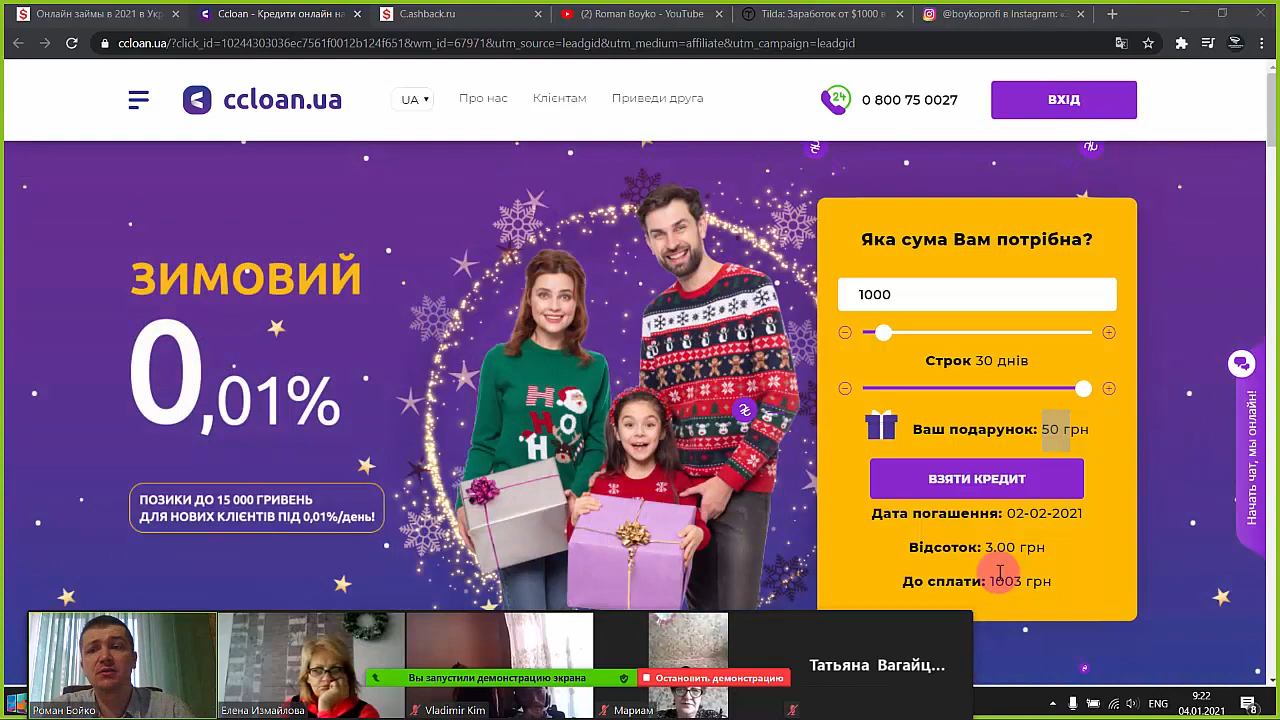 Онлайн займы в 2021 в Укр
Ccloan - Кредити онлайн на
C.ashback.ru
(2) Roman Boyko - YouTube
Tilda: Заработок от $1000 в
@boykoprofi в Instagram: «З
ccloan.ua/?click_id=10244303036ec7561f0012b124f651&wm_id=67971&utm_source=leadgid&utm_medium=affiliate&utm_campaign=leadgid
ccloan.ua
UA
Про нас
Клієнтам
Приведи друга
24
0 800 75 0027
ВХІД
ЗИМОВИЙ
0,01%
ПОЗИКИ ДО 15 000 ГРИВЕНЬ
ДЛЯ НОВИХ КЛІЄНТІВ ПІД 0,01%/день!
HO
HO
Яка сума Вам потрібна?
1000
Строк 30 днів
Ваш подарунок: 50 грн
ВЗЯТИ КРЕДИТ
Дата погашення: 02-02-2021
Відсоток: 3.00 грн
До сплати: 1003 грн
Начать чат, мы онлайн!
Татьяна Вагайц...
Вы запустили демонстрацию экрана
Остановить демонстрацию
Роман Бойко
Елена Измайлова
Vladimir Kim
Мариам
ENG
9:22
04.01.2021
8